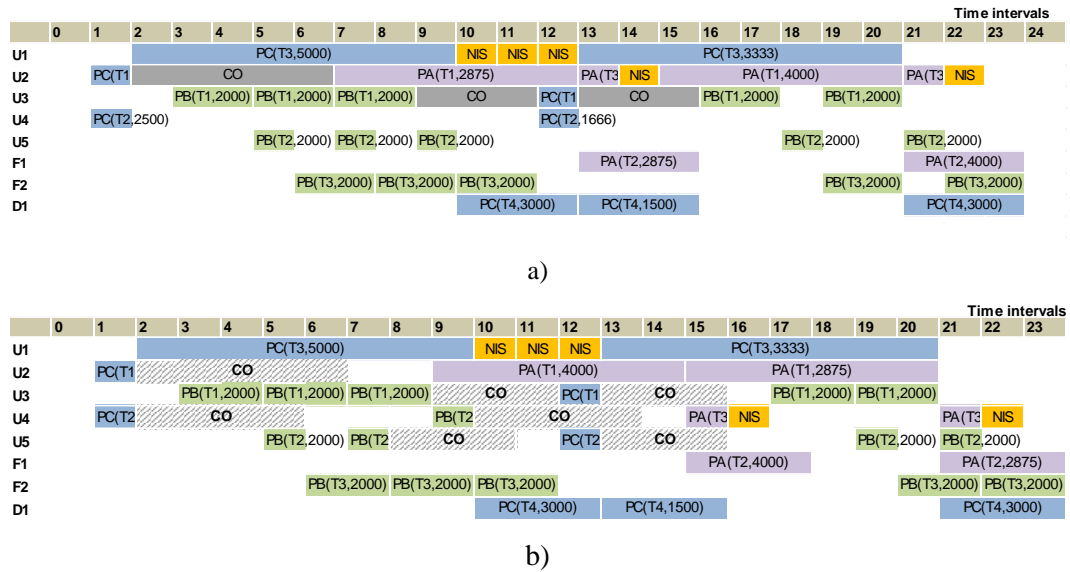 Time intervals
0 1 2 3 4 5 6 7 8 9 10 11 12 13 14 15 16 17 18 19 20 21 22 23 24
U1 PC(T3,5000) NIS NIS NIS PC(T3,3333)
U2 PC(T1 CO PA(T1,2875) PA(T3 NIS PA(T1,4000) PA(T3 NIS
U3 PB(T1,2000) PB(T1,2000) PB(T1,2000) CO PC(T1 CO PB(T1,2000) PB(T1,2000)
U4 PC(T2,2500) PC(T2,1666)
U5 PB(T2,2000) PB(T2,2000) PB(T2,2000) PB(T2,2000) PB(T2,2000)
F1 PA(T2,2875) PA(T2,4000)
F2 PB(T3,2000) PB(T3,2000) PB(T3,2000) PB(T3,2000) PB(T3,2000)
D1 PC(T4,3000) PC(T4,1500) PC(T4,3000)
a)
Time intervals
0 1 2 3 4 5 6 7 8 9 10 11 12 13 14 15 16 17 18 19 20 21 22 23
U1 PC(T3,5000) NIS NIS NIS PC(T3,3333)
U2 PC(T1 CO PA(T1,4000) PA(T1,2875)
U3 PB(T1,2000) PB(T1,2000) PB(T1,2000) CO PC(T1 CO PB(T1,2000) PB(T1,2000)
U4 PC(T2 CO PB(T2 CO PA(T3 NIS PA(T3 NIS
U5 PB(T2,2000) PB(T2 CO PC(T2 CO PB(T2,2000) PB(T2,2000)
F1 PA(T2,4000) PA(T2,2875)
F2 PB(T3,2000) PB(T3,2000) PB(T3,2000) PB(T3,2000) PB(T3,2000)
D1 PC(T4,3000) PC(T4,1500) PC(T4,3000)
b)